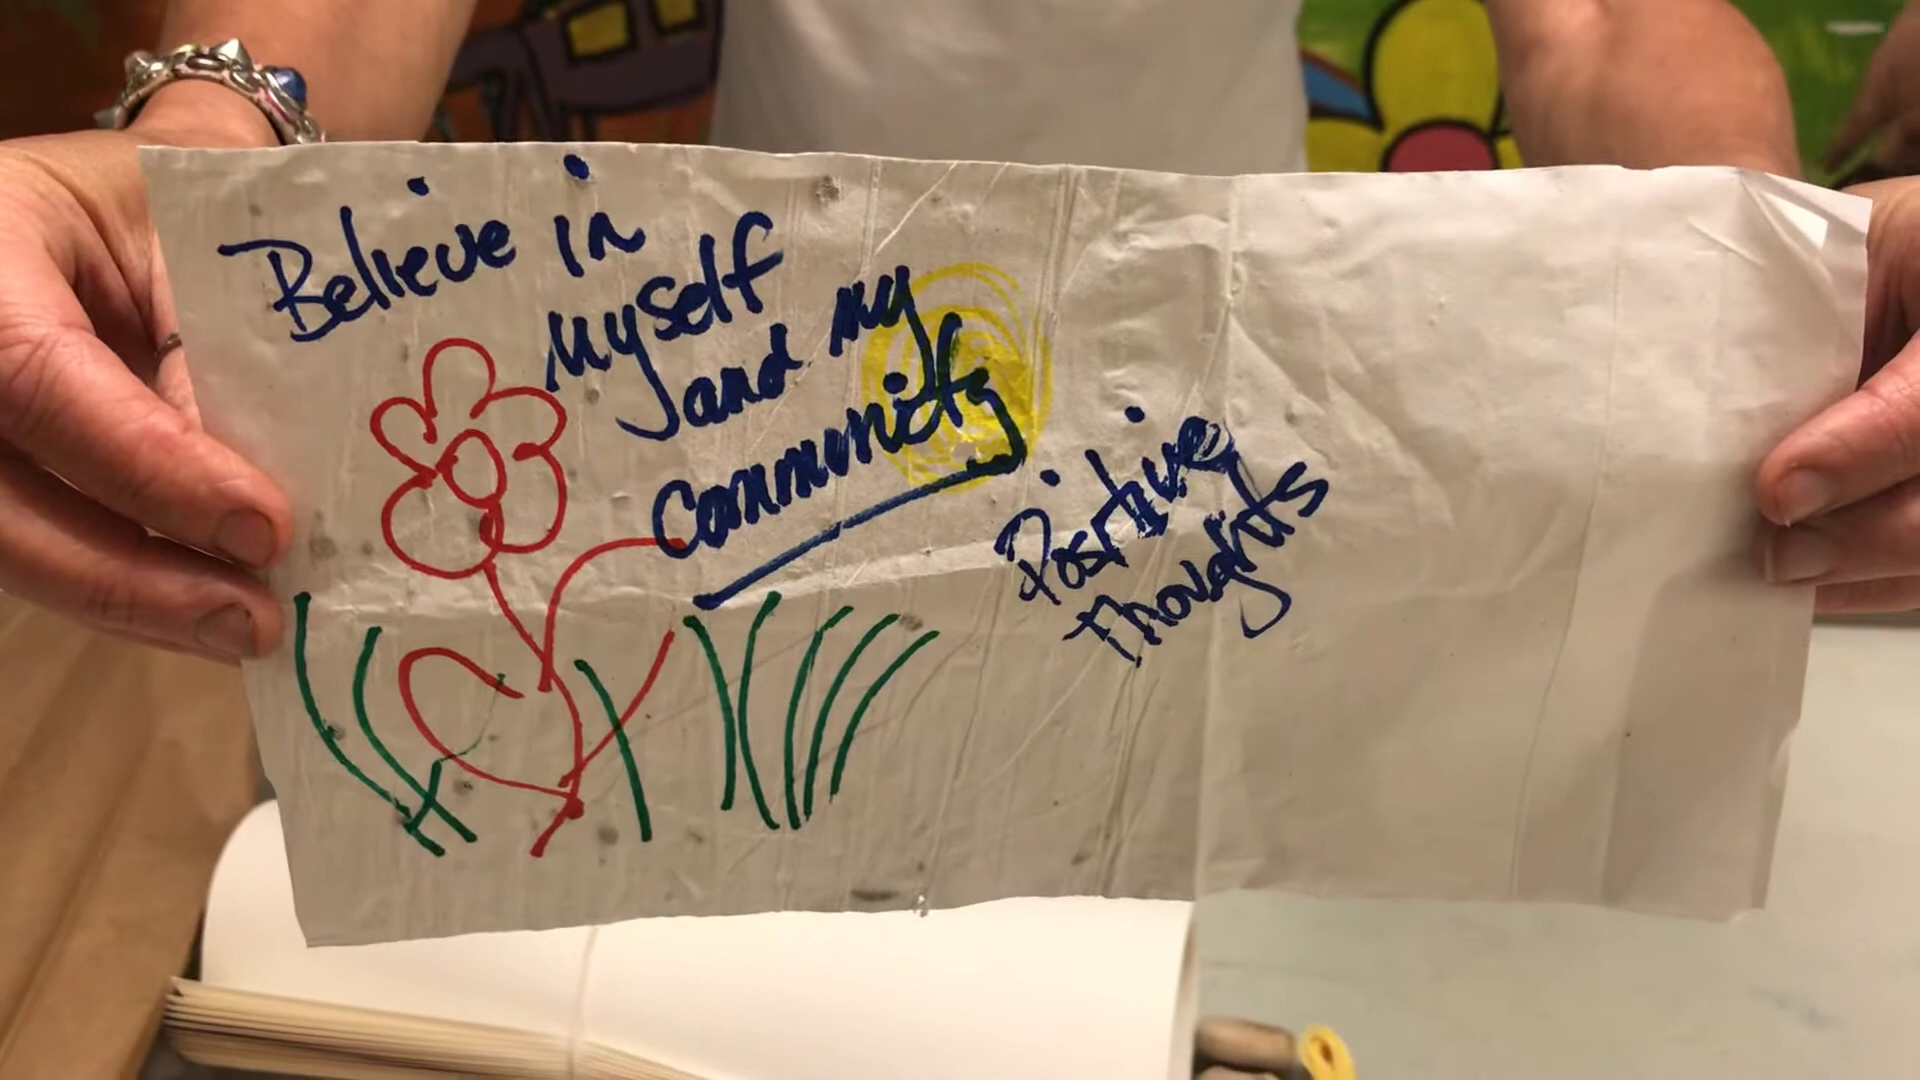 Believe in
myself
and my
community
Positive
Thoughts